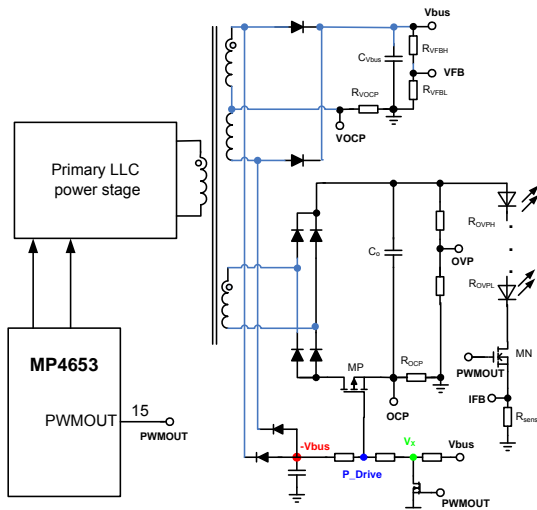 Vbus
RVFBH
CVbus
VFB
RVFBL
RVOCP
VOCP
Primary LLC
power stage
ROVPH
Co
OVP
ROVPL
MP4653
MP
ROCP
MN
PWMOUT
PWMOUT
15
PWMOUT
OCP
IFB
Rsens
-Vbus
Vx
Vbus
P_Drive
PWMOUT